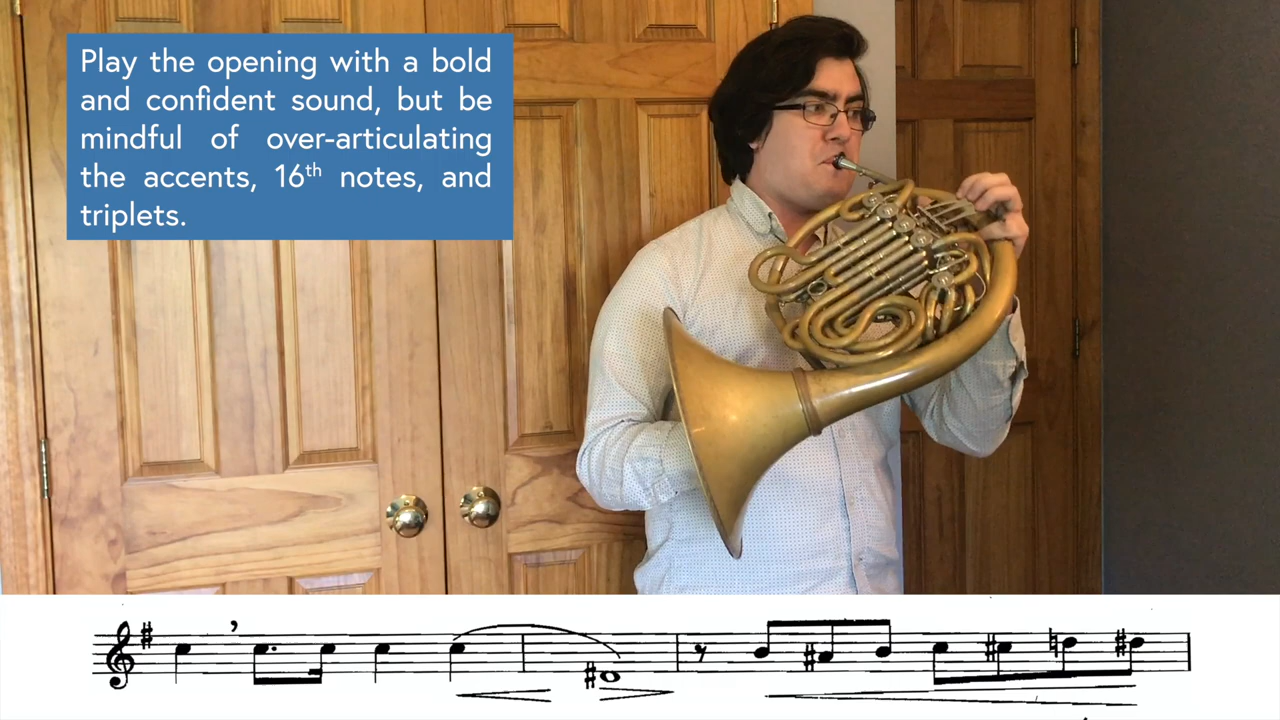 Play the opening with a bold
and confident sound, but be
mindful of over-articulating
the accents, 16th notes, and
triplets.